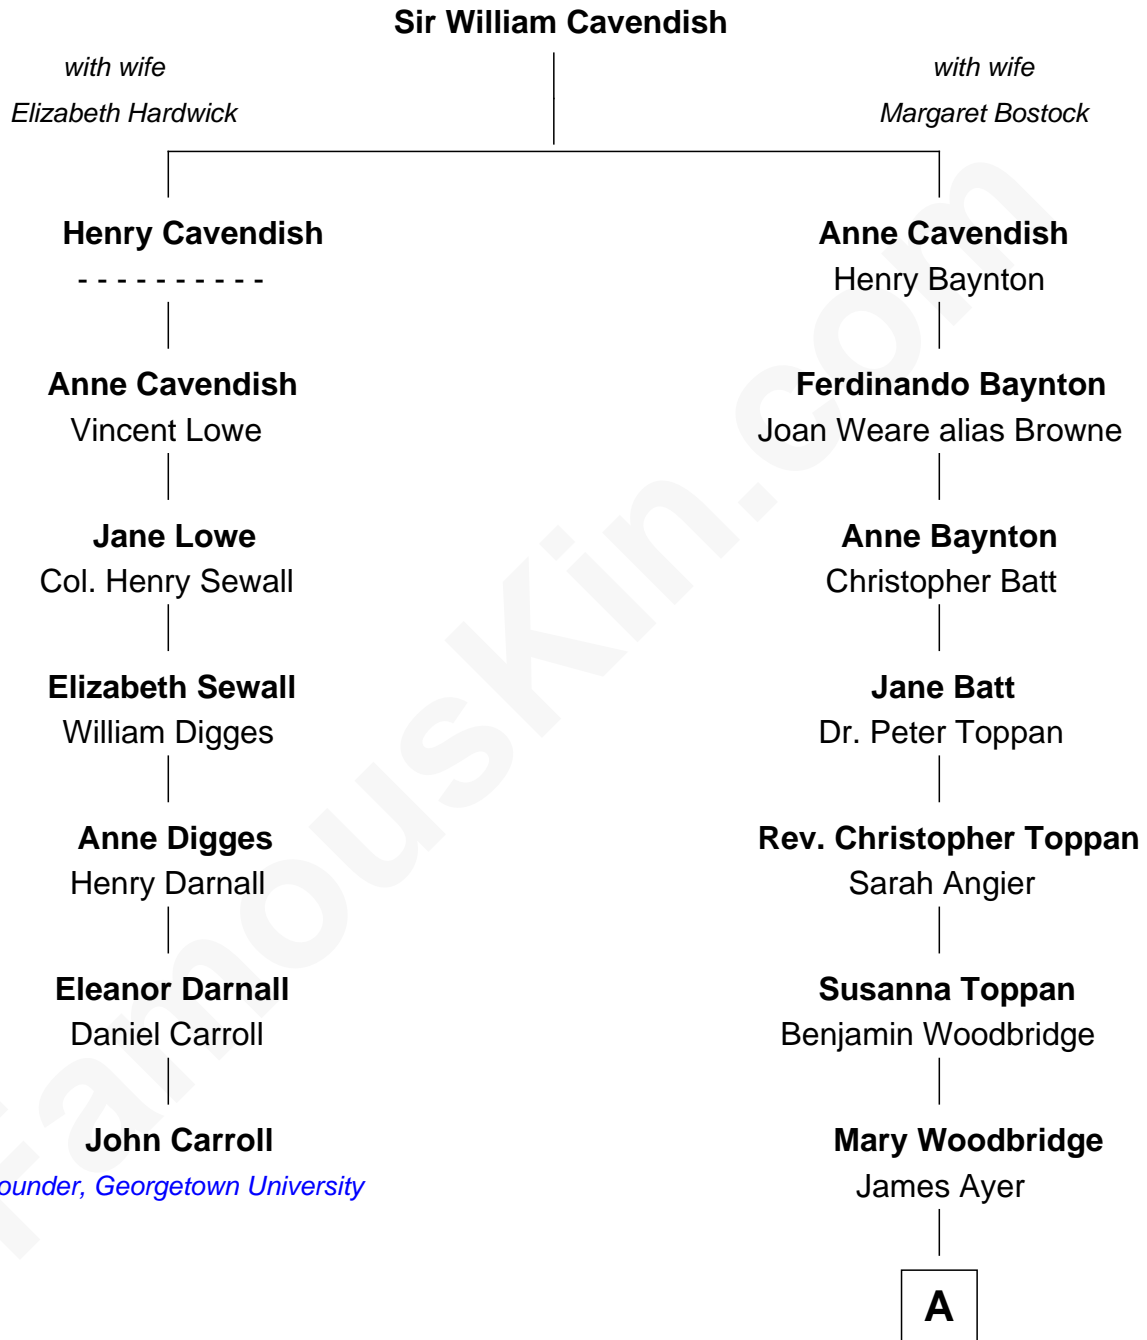 Sir William Cavendish
with wife
Elizabeth Hardwick
with wife
Margaret Bostock
Henry Cavendish
- - - - - - - - - -
Anne Cavendish
Vincent Lowe
Jane Lowe
Col. Henry Sewall
Elizabeth Sewall
William Digges
Anne Digges
Henry Darnall
Eleanor Darnall
Daniel Carroll
John Carroll
ounder, Georgetown University
Anne Cavendish
Henry Baynton
Ferdinando Baynton
Joan Weare alias Browne
Anne Baynton
Christopher Batt
Jane Batt
Dr. Peter Toppan
Rev. Christopher Toppan
Sarah Angier
Susanna Toppan
Benjamin Woodbridge
Mary Woodbridge
James Ayer
A
FamousKin.com